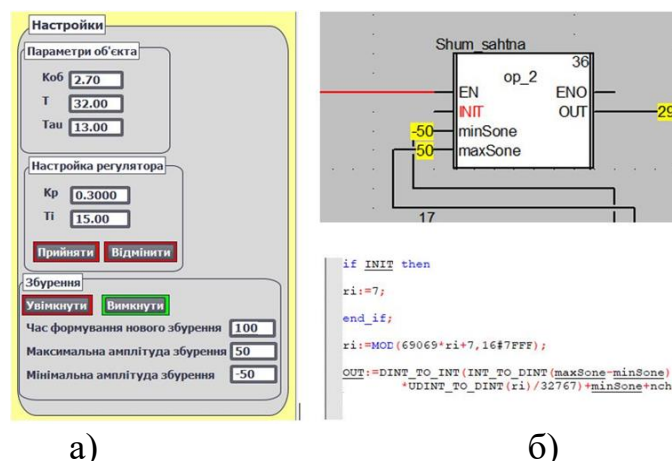 Настройки
Параметри об'єкта
Коб 2.70
T 32.00
Tau 13.00
Настройка регулятора
Кр 0.3000
Ti 15.00
Прийняти Відмінити
Збурення
Увімкнути Вимкнути
Час формування нового збурення 100
Максимальна амплітуда збурення 50
Мінімальна амплітуда збурення -50
а)
Shum_sahtna
36
op_2
EN ENO
INIT OUT 29
-50 minSone
50 maxSone
17
if INIT then
ri:=7;
end_if;
ri:=MOD(69069*ri+7,16#7FFF);
OUT:=DINT_TO_INT(INT_TO_DINT(maxSone-minSone)
*UDINT_TO_DINT(ri)/32767)+minSone+nch
б)